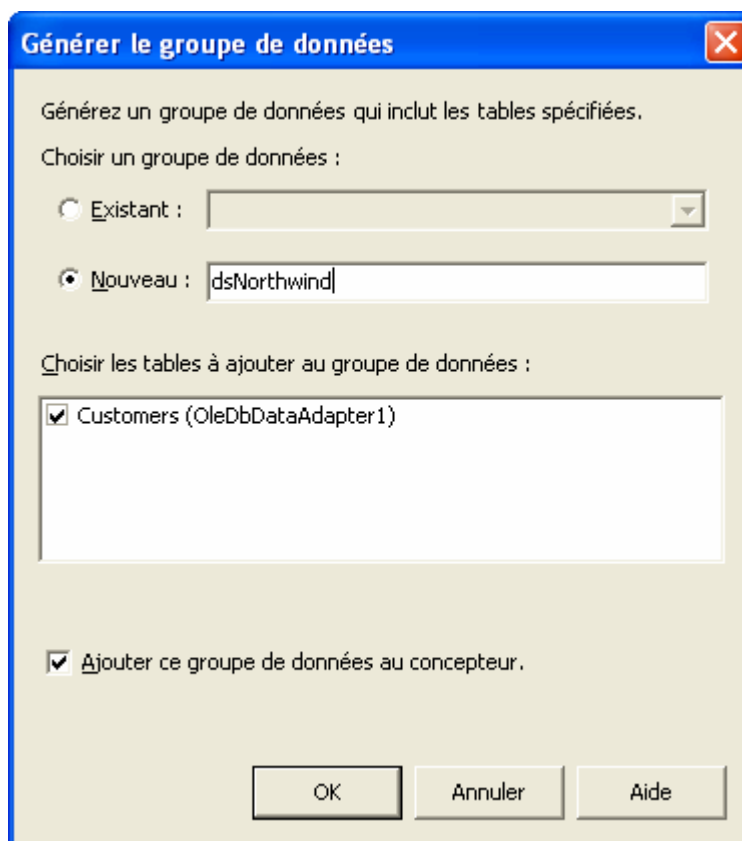 Générer le groupe de données
Générez un groupe de données qui inclut les tables spécifiées.
Choisir un groupe de données :
Existant :
Nouveau : dsNorthwind
Choisir les tables à ajouter au groupe de données :
Customers (OleDbDataAdapter1)
Ajouter ce groupe de données au concepteur.
OK Annuler Aide